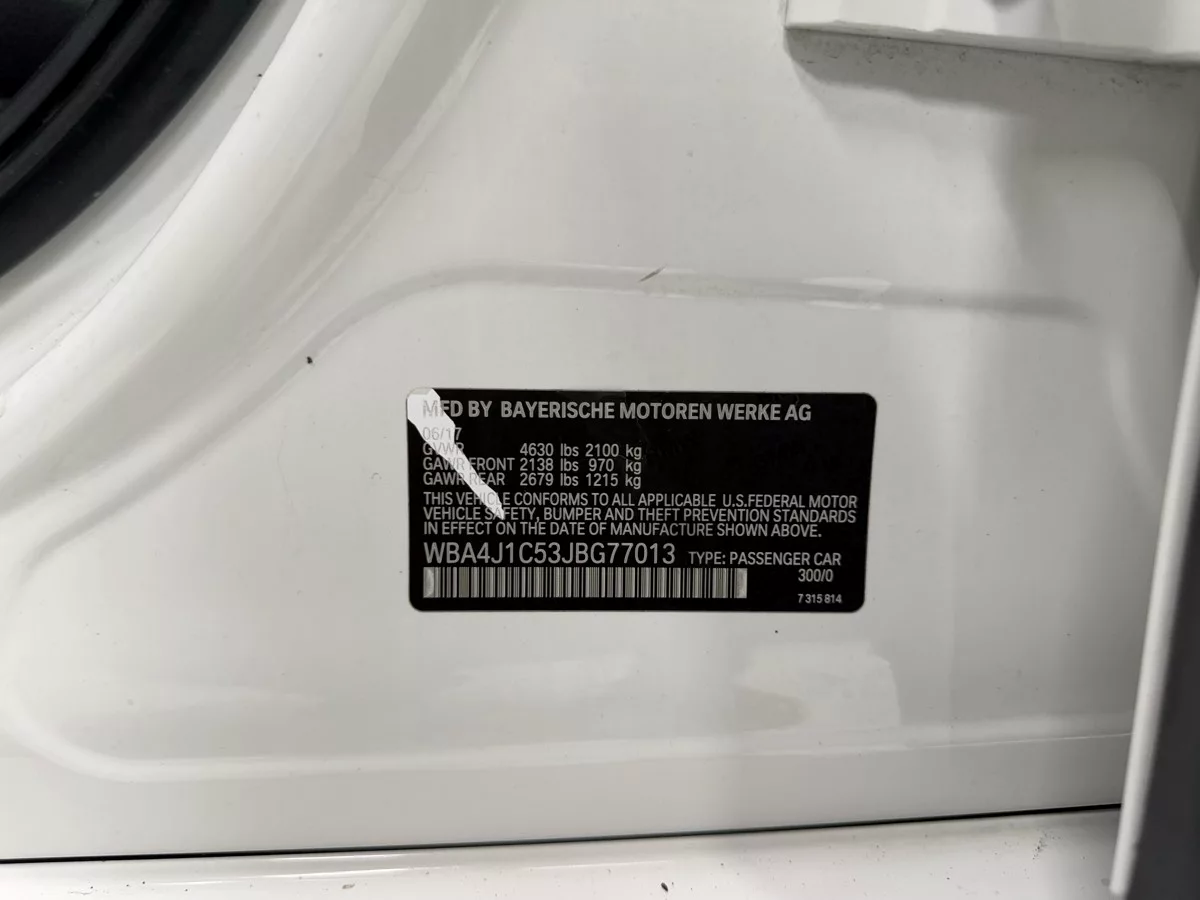 MFD BY BAYERISCHE MOTOREN WERKE AG
06/17
GVWR 4630 lbs 2100 kg
GAWR FRONT 2138 lbs 970 kg
GAWR REAR 2679 lbs 1215 kg
THIS VEHICLE CONFORMS TO ALL APPLICABLE U.S.FEDERAL MOTOR
VEHICLE SAFETY, BUMPER AND THEFT PREVENTION STANDARDS
IN EFFECT ON THE DATE OF MANUFACTURE SHOWN ABOVE.
WBA4J1C53JBG77013 TYPE: PASSENGER CAR
300/0
7 315 814